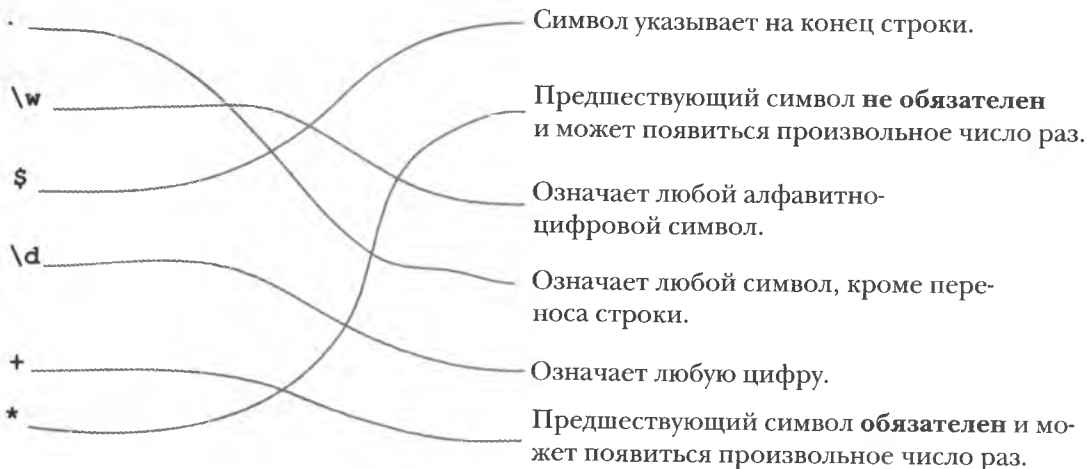 .
Символ указывает на конец строки.
\w
Предшествующий символ не обязателен
и может появиться произвольное число раз.
$
Означает любой алфавитно-
цифровой символ.
\d
Означает любой символ, кроме пере-
носа строки.
+
Означает любую цифру.
*
Предшествующий символ обязателен и мо-
жет появиться произвольное число раз.